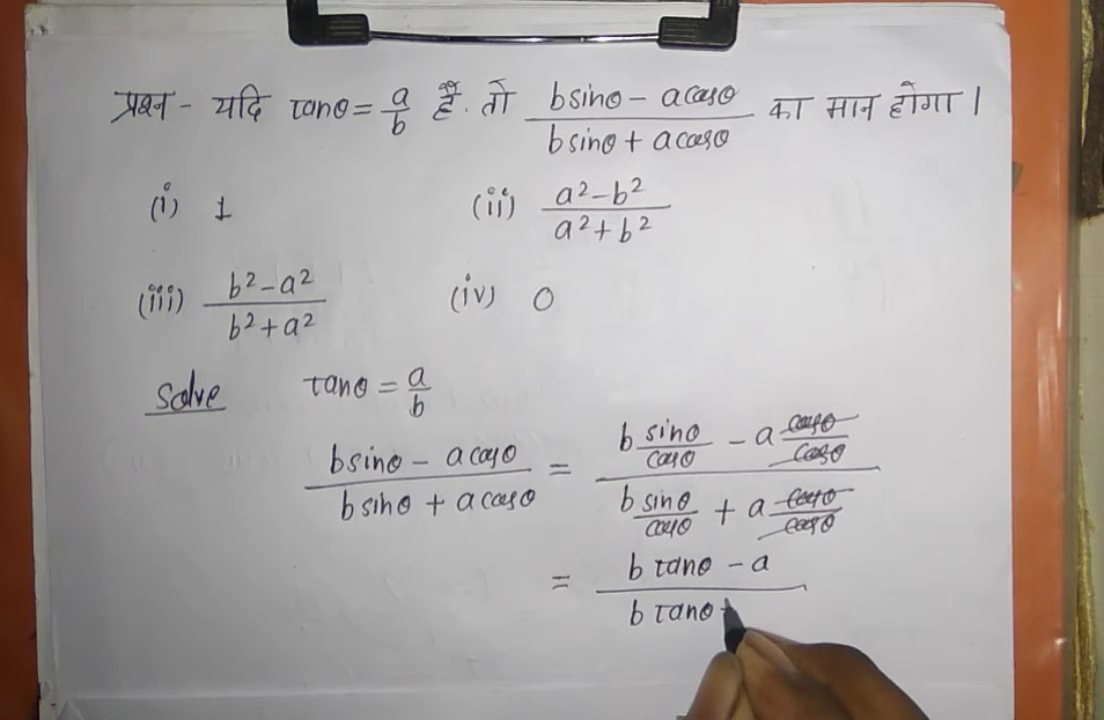 प्रश्न - यदि tanθ = a/b है. तो (b sinθ - a cosθ)/(b sinθ + a cosθ) का मान होगा।
(i) 1 (ii) (a² - b²)/(a² + b²)
(iii) (b² - a²)/(b² + a²) (iv) 0
Solve tanθ = a/b
(b sinθ - a cosθ)/(b sinθ + a cosθ) = (b sinθ/cosθ - a cosθ/cosθ)/(b sinθ/cosθ + a cosθ/cosθ)
= (b tanθ - a)/(b tanθ